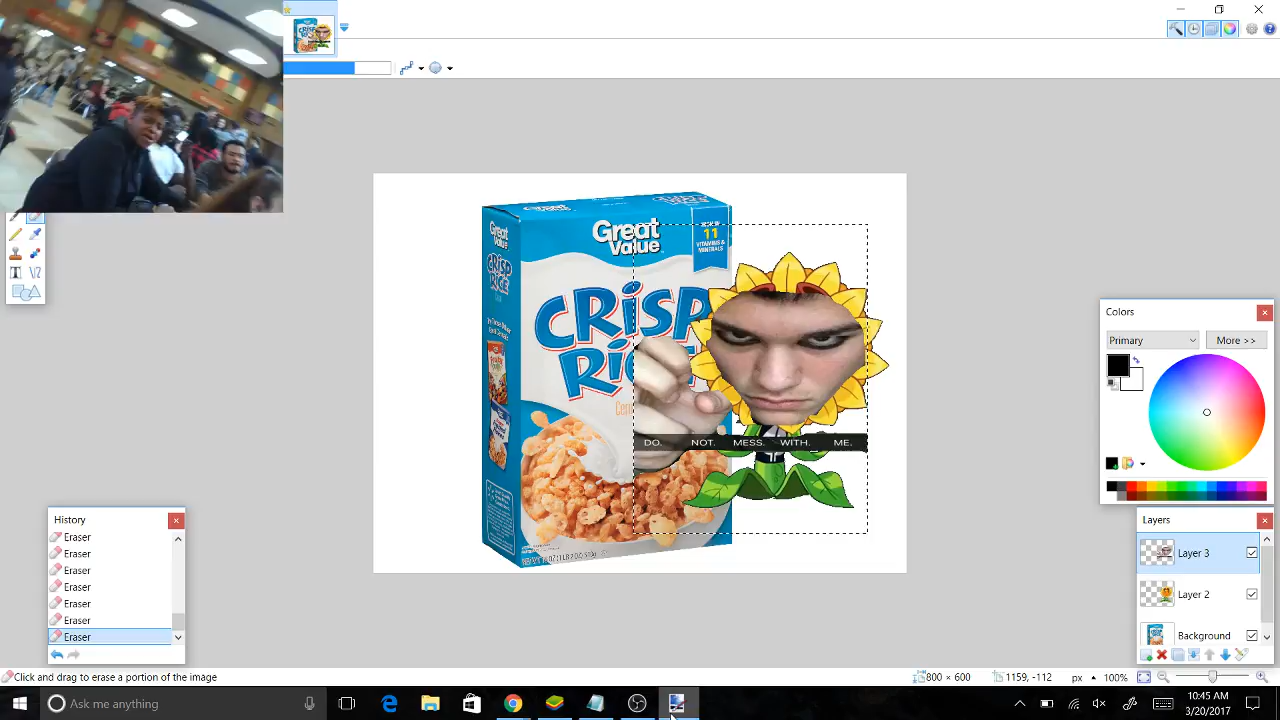 Great
Value
CRISP
RICE
11
VITAMINS &
MINERALS
CRISP
RICE
DO. NOT. MESS. WITH. ME.
Colors
Primary
More >>
History
Eraser
Eraser
Eraser
Eraser
Eraser
Eraser
Eraser
Layers
Layer 3
Layer 2
Background
Click and drag to erase a portion of the image
800 × 600
1159, -112
px
100%
Ask me anything
10:45 AM
3/20/2017